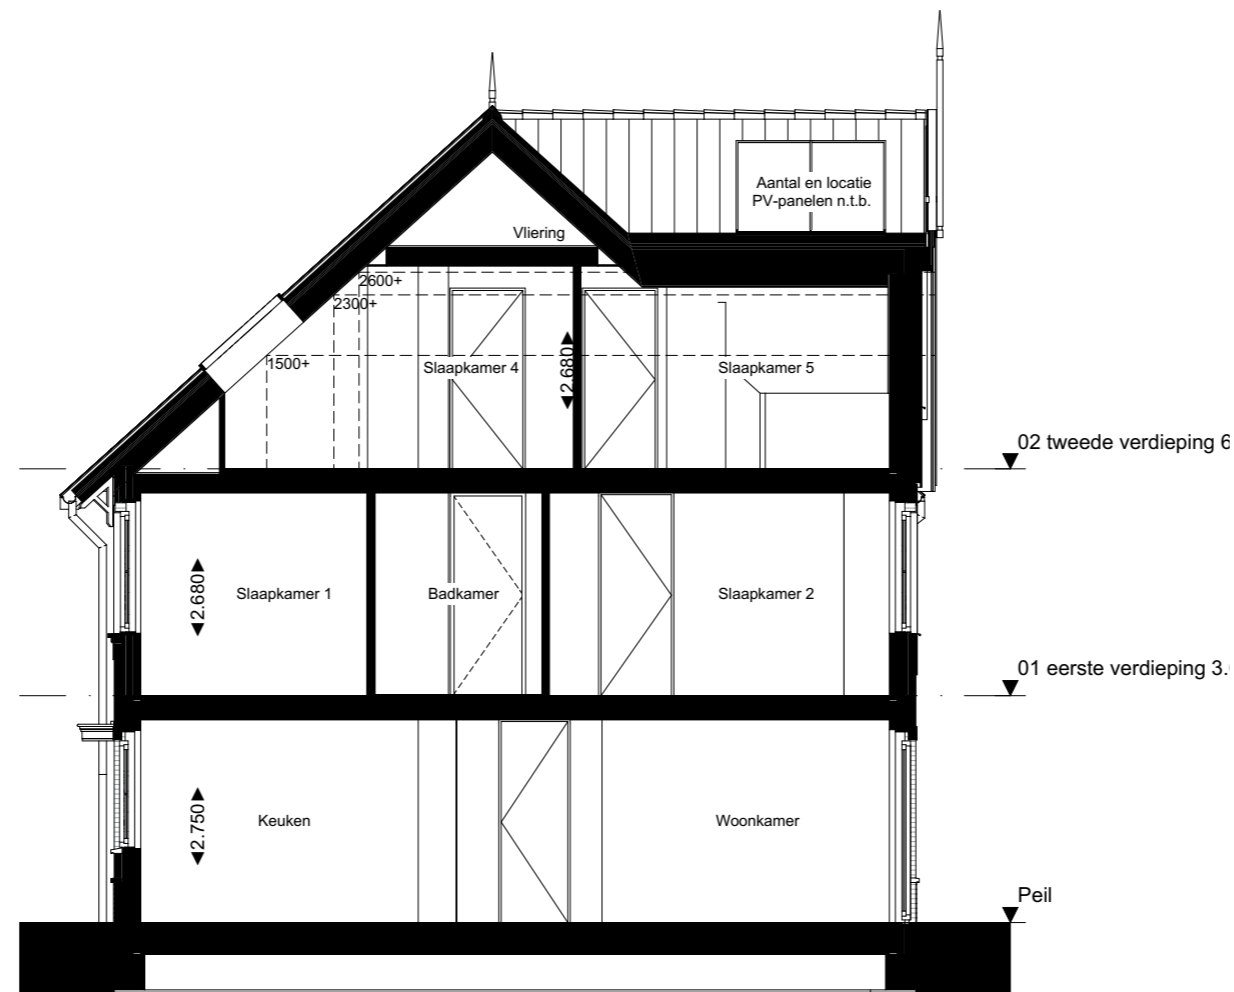 Aantal en locatie
PV-panelen n.t.b.
Vliering
2600+
2300+
1500+
Slaapkamer 4
2.680
Slaapkamer 5
02 tweede verdieping 6
2.680
Slaapkamer 1
Badkamer
Slaapkamer 2
01 eerste verdieping 3.
2.750
Keuken
Woonkamer
Peil